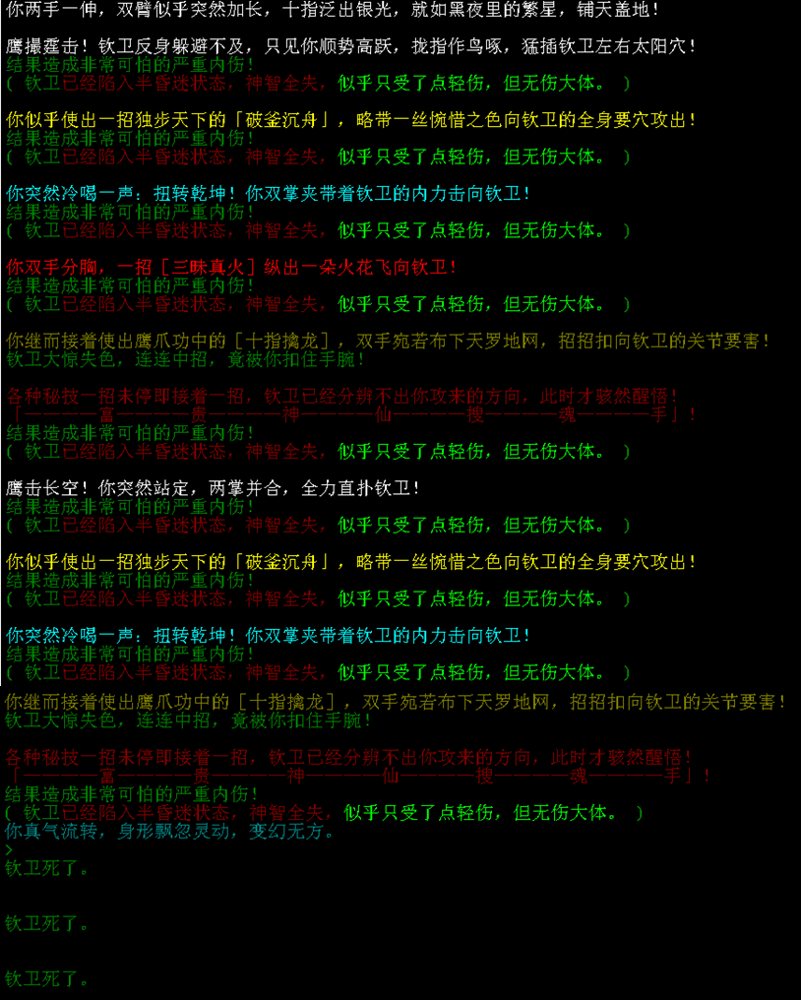 你两手一伸，双臂似乎突然加长，十指泛出银光，就如黑夜里的繁星，铺天盖地！
鹰撮霆击！钦卫反身躲避不及，只见你顺势高跃，拢指作鸟啄，猛插钦卫左右太阳穴！
结果造成非常可怕的严重内伤！
( 钦卫已经陷入半昏迷状态，神智全失，似乎只受了点轻伤，但无伤大体。 )
你似乎使出一招独步天下的「破釜沉舟」，略带一丝惋惜之色向钦卫的全身要穴攻出！
结果造成非常可怕的严重内伤！
( 钦卫已经陷入半昏迷状态，神智全失，似乎只受了点轻伤，但无伤大体。 )
你突然冷喝一声：扭转乾坤！你双掌夹带着钦卫的内力击向钦卫！
结果造成非常可怕的严重内伤！
( 钦卫已经陷入半昏迷状态，神智全失，似乎只受了点轻伤，但无伤大体。 )
你双手分胸，一招［三昧真火］纵出一朵火花飞向钦卫！
结果造成非常可怕的严重内伤！
( 钦卫已经陷入半昏迷状态，神智全失，似乎只受了点轻伤，但无伤大体。 )
你继而接着使出鹰爪功中的［十指擒龙］，双手宛若布下天罗地网，招招扣向钦卫的关节要害！
钦卫大惊失色，连连中招，竟被你扣住手腕！
各种秘技一招未停即接着一招，钦卫已经分辨不出你攻来的方向，此时才骇然醒悟！
「————富————贵————神————仙————搜————魂————手」！
结果造成非常可怕的严重内伤！
( 钦卫已经陷入半昏迷状态，神智全失，似乎只受了点轻伤，但无伤大体。 )
鹰击长空！你突然站定，两掌并合，全力直扑钦卫！
结果造成非常可怕的严重内伤！
( 钦卫已经陷入半昏迷状态，神智全失，似乎只受了点轻伤，但无伤大体。 )
你似乎使出一招独步天下的「破釜沉舟」，略带一丝惋惜之色向钦卫的全身要穴攻出！
结果造成非常可怕的严重内伤！
( 钦卫已经陷入半昏迷状态，神智全失，似乎只受了点轻伤，但无伤大体。 )
你突然冷喝一声：扭转乾坤！你双掌夹带着钦卫的内力击向钦卫！
结果造成非常可怕的严重内伤！
( 钦卫已经陷入半昏迷状态，神智全失，似乎只受了点轻伤，但无伤大体。 )
你继而接着使出鹰爪功中的［十指擒龙］，双手宛若布下天罗地网，招招扣向钦卫的关节要害！
钦卫大惊失色，连连中招，竟被你扣住手腕！
各种秘技一招未停即接着一招，钦卫已经分辨不出你攻来的方向，此时才骇然醒悟！
「————富————贵————神————仙————搜————魂————手」！
结果造成非常可怕的严重内伤！
( 钦卫已经陷入半昏迷状态，神智全失，似乎只受了点轻伤，但无伤大体。 )
你真气流转，身形飘忽灵动，变幻无方。
>
钦卫死了。
钦卫死了。
钦卫死了。